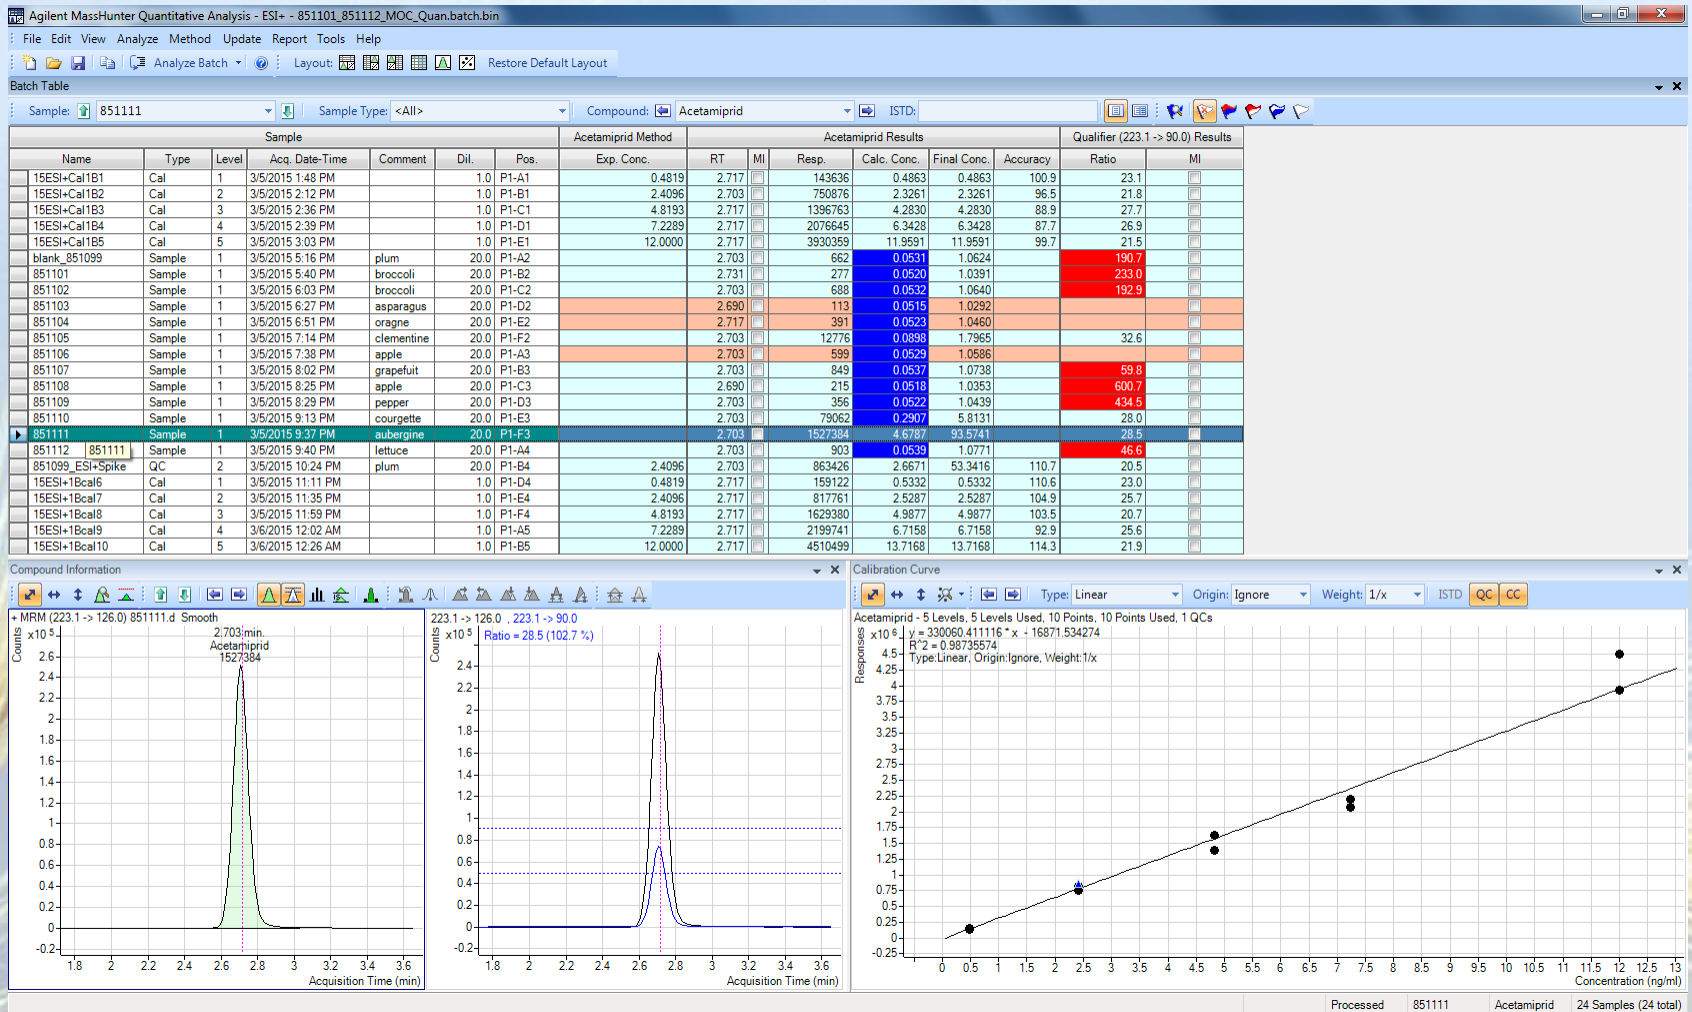 Agilent MassHunter Quantitative Analysis - ESI+ - 851101_851112_MOC_Quan.batch.bin
File Edit View Analyze Method Update Report Tools Help
Analyze Batch Layout: Restore Default Layout
Batch Table
Sample: 851111 Sample Type: <All> Compound: Acetamiprid ISTD:
Sample Acetamiprid Method Acetamiprid Results Qualifier (223.1 -> 90.0) Results
Name Type Level Acq. Date-Time Comment Dil. Pos. Exp. Conc. RT MI Resp. Calc. Conc. Final Conc. Accuracy Ratio MI
15ESI+Cal1B1 Cal 1 3/5/2015 1:48 PM 1.0 P1-A1 0.4819 2.717 143636 0.4863 0.4863 100.9 23.1
15ESI+Cal1B2 Cal 2 3/5/2015 2:12 PM 1.0 P1-B1 2.4096 2.703 750876 2.3261 2.3261 96.5 21.8
15ESI+Cal1B3 Cal 3 3/5/2015 2:36 PM 1.0 P1-C1 4.8193 2.717 1396763 4.2830 4.2830 88.9 27.7
15ESI+Cal1B4 Cal 4 3/5/2015 2:39 PM 1.0 P1-D1 7.2289 2.717 2076645 6.3428 6.3428 87.7 26.9
15ESI+Cal1B5 Cal 5 3/5/2015 3:03 PM 1.0 P1-E1 12.0000 2.717 3930359 11.9591 11.9591 99.7 21.5
blank_851099 Sample 1 3/5/2015 5:16 PM plum 20.0 P1-A2 2.703 662 0.0531 1.0624 190.7
851101 Sample 1 3/5/2015 5:40 PM broccoli 20.0 P1-B2 2.731 277 0.0520 1.0391 233.0
851102 Sample 1 3/5/2015 6:03 PM broccoli 20.0 P1-C2 2.703 688 0.0532 1.0640 192.9
851103 Sample 1 3/5/2015 6:27 PM asparagus 20.0 P1-D2 2.690 113 0.0515 1.0292
851104 Sample 1 3/5/2015 6:51 PM oragne 20.0 P1-E2 2.717 391 0.0523 1.0460
851105 Sample 1 3/5/2015 7:14 PM clementine 20.0 P1-F2 2.703 12776 0.0898 1.7965 32.6
851106 Sample 1 3/5/2015 7:38 PM apple 20.0 P1-A3 2.703 599 0.0529 1.0586
851107 Sample 1 3/5/2015 8:02 PM grapefuit 20.0 P1-B3 2.703 849 0.0537 1.0738 59.8
851108 Sample 1 3/5/2015 8:25 PM apple 20.0 P1-C3 2.690 215 0.0518 1.0353 600.7
851109 Sample 1 3/5/2015 8:29 PM pepper 20.0 P1-D3 2.703 356 0.0522 1.0439 434.5
851110 Sample 1 3/5/2015 9:13 PM courgette 20.0 P1-E3 2.703 79062 0.2907 5.8131 28.0
851111 Sample 1 3/5/2015 9:37 PM aubergine 20.0 P1-F3 2.703 1527384 4.6787 93.5741 28.5
851112 851111 Sample 1 3/5/2015 9:40 PM lettuce 20.0 P1-A4 2.703 903 0.0539 1.0771 46.6
851099_ESI+Spike QC 2 3/5/2015 10:24 PM plum 20.0 P1-B4 2.4096 2.703 863426 2.6671 53.3416 110.7 20.5
15ESI+1Bcal6 Cal 1 3/5/2015 11:11 PM 1.0 P1-D4 0.4819 2.717 159122 0.5332 0.5332 110.6 23.0
15ESI+1Bcal7 Cal 2 3/5/2015 11:35 PM 1.0 P1-E4 2.4096 2.717 817761 2.5287 2.5287 104.9 25.7
15ESI+1Bcal8 Cal 3 3/5/2015 11:59 PM 1.0 P1-F4 4.8193 2.717 1629380 4.9877 4.9877 103.5 20.7
15ESI+1Bcal9 Cal 4 3/6/2015 12:02 AM 1.0 P1-A5 7.2289 2.717 2199741 6.7158 6.7158 92.9 25.6
15ESI+1Bcal10 Cal 5 3/6/2015 12:26 AM 1.0 P1-B5 12.0000 2.717 4510499 13.7168 13.7168 114.3 21.9
Compound Information
+ MRM (223.1 -> 126.0) 851111.d Smooth
Counts
x10 5
2.703 min.
Acetamiprid
1527384
2.6
2.4
2.2
2
1.8
1.6
1.4
1.2
1
0.8
0.6
0.4
0.2
0
-0.2
1.8 2 2.2 2.4 2.6 2.8 3 3.2 3.4 3.6
Acquisition Time (min)
223.1 -> 126.0 , 223.1 -> 90.0
Counts
x10 5
Ratio = 28.5 (102.7 %)
2.4
2.2
2
1.8
1.6
1.4
1.2
1
0.8
0.6
0.4
0.2
0
-0.2
1.8 2 2.2 2.4 2.6 2.8 3 3.2 3.4 3.6
Acquisition Time (min)
Calibration Curve
Type: Linear Origin: Ignore Weight: 1/x ISTD QC CC
Acetamiprid - 5 Levels, 5 Levels Used, 10 Points, 10 Points Used, 1 QCs
Responses
x10 6
y = 330060.411116 * x - 16871.534274
R^2 = 0.98735574
Type:Linear, Origin:Ignore, Weight:1/x
4.5
4.25
4
3.75
3.5
3.25
3
2.75
2.5
2.25
2
1.75
1.5
1.25
1
0.75
0.5
0.25
0
-0.25
0 0.5 1 1.5 2 2.5 3 3.5 4 4.5 5 5.5 6 6.5 7 7.5 8 8.5 9 9.5 10 10.5 11 11.5 12 12.5 13
Concentration (ng/ml)
Processed 851111 Acetamiprid 24 Samples (24 total)